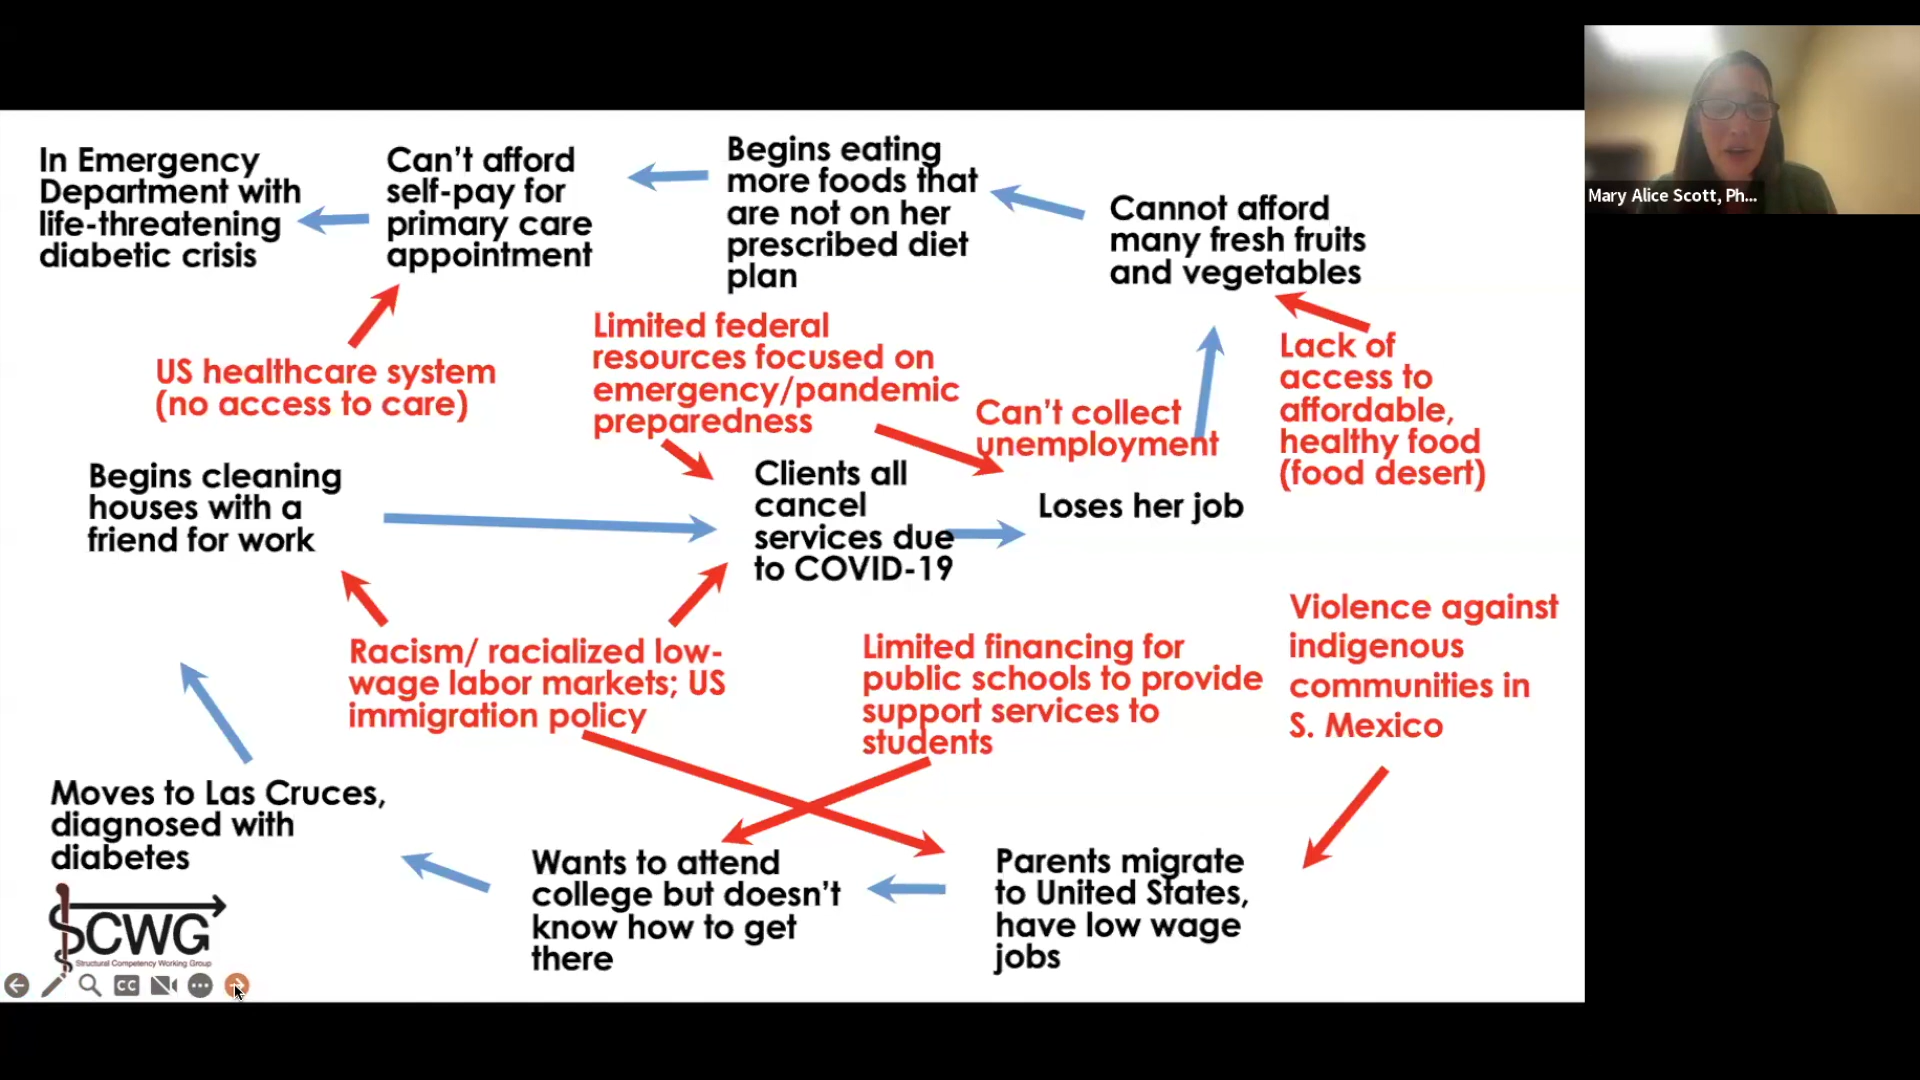 In Emergency
Department with
life-threatening
diabetic crisis
Can't afford
self-pay for
primary care
appointment
Begins eating
more foods that
are not on her
prescribed diet
plan
Cannot afford
many fresh fruits
and vegetables
Mary Alice Scott, Ph...
US healthcare system
(no access to care)
Limited federal
resources focused on
emergency/pandemic
preparedness
Can't collect
unemployment
Lack of
access to
affordable,
healthy food
(food desert)
Begins cleaning
houses with a
friend for work
Clients all
cancel
services due
to COVID-19
Loses her job
Racism/ racialized low-
wage labor markets; US
immigration policy
Limited financing for
public schools to provide
support services to
students
Violence against
indigenous
communities in
S. Mexico
Moves to Las Cruces,
diagnosed with
diabetes
Wants to attend
college but doesn't
know how to get
there
Parents migrate
to United States,
have low wage
jobs
SCWG
Structural Competency Working Group
CC